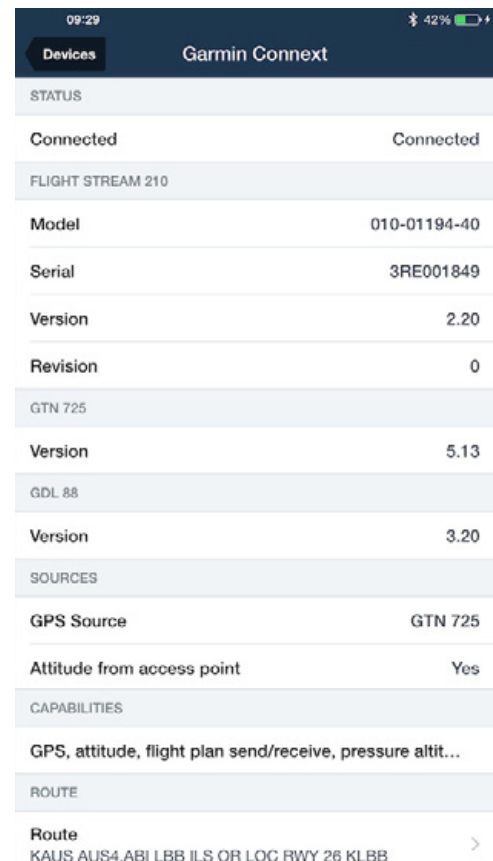 09:29 42%
Devices Garmin Connext
STATUS
Connected Connected
FLIGHT STREAM 210
Model 010-01194-40
Serial 3RE001849
Version 2.20
Revision 0
GTN 725
Version 5.13
GDL 88
Version 3.20
SOURCES
GPS Source GTN 725
Attitude from access point Yes
CAPABILITIES
GPS, attitude, flight plan send/receive, pressure altit...
ROUTE
Route
KAUS AUS4.ABI LBB ILS OR LOC RWY 26 KLBB